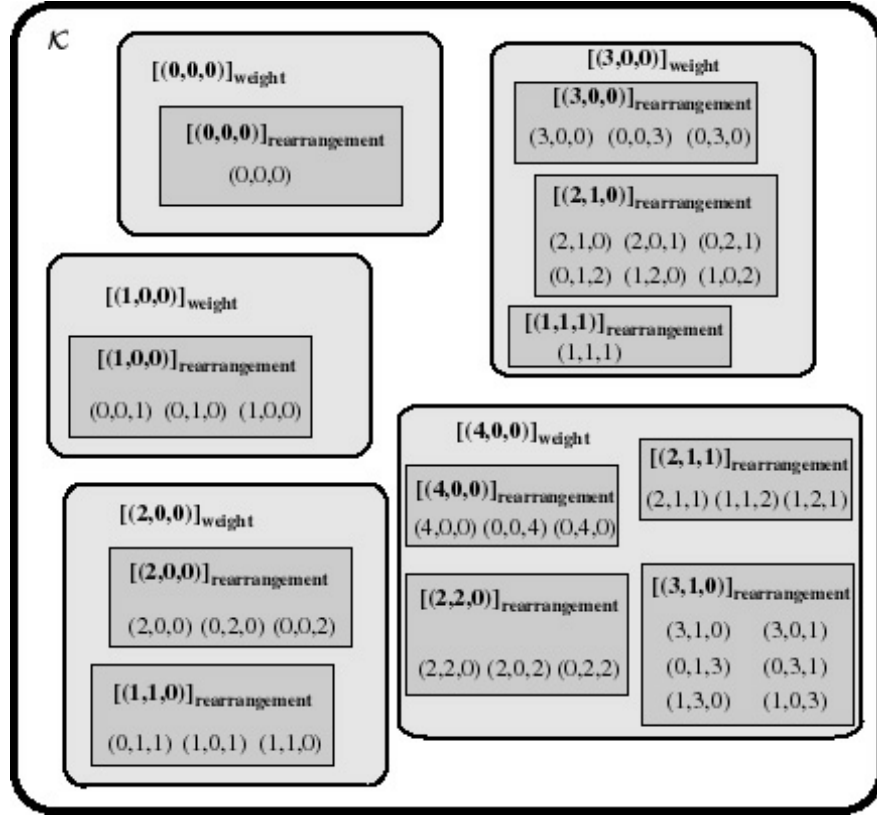 𝒦
[(0,0,0)]weight
[(0,0,0)]rearrangement
(0,0,0)
[(1,0,0)]weight
[(1,0,0)]rearrangement
(0,0,1) (0,1,0) (1,0,0)
[(2,0,0)]weight
[(2,0,0)]rearrangement
(2,0,0) (0,2,0) (0,0,2)
[(1,1,0)]rearrangement
(0,1,1) (1,0,1) (1,1,0)
[(3,0,0)]weight
[(3,0,0)]rearrangement
(3,0,0) (0,0,3) (0,3,0)
[(2,1,0)]rearrangement
(2,1,0) (2,0,1) (0,2,1)
(0,1,2) (1,2,0) (1,0,2)
[(1,1,1)]rearrangement
(1,1,1)
[(4,0,0)]weight
[(4,0,0)]rearrangement
(4,0,0) (0,0,4) (0,4,0)
[(2,1,1)]rearrangement
(2,1,1) (1,1,2) (1,2,1)
[(2,2,0)]rearrangement
(2,2,0) (2,0,2) (0,2,2)
[(3,1,0)]rearrangement
(3,1,0) (3,0,1)
(0,1,3) (0,3,1)
(1,3,0) (1,0,3)